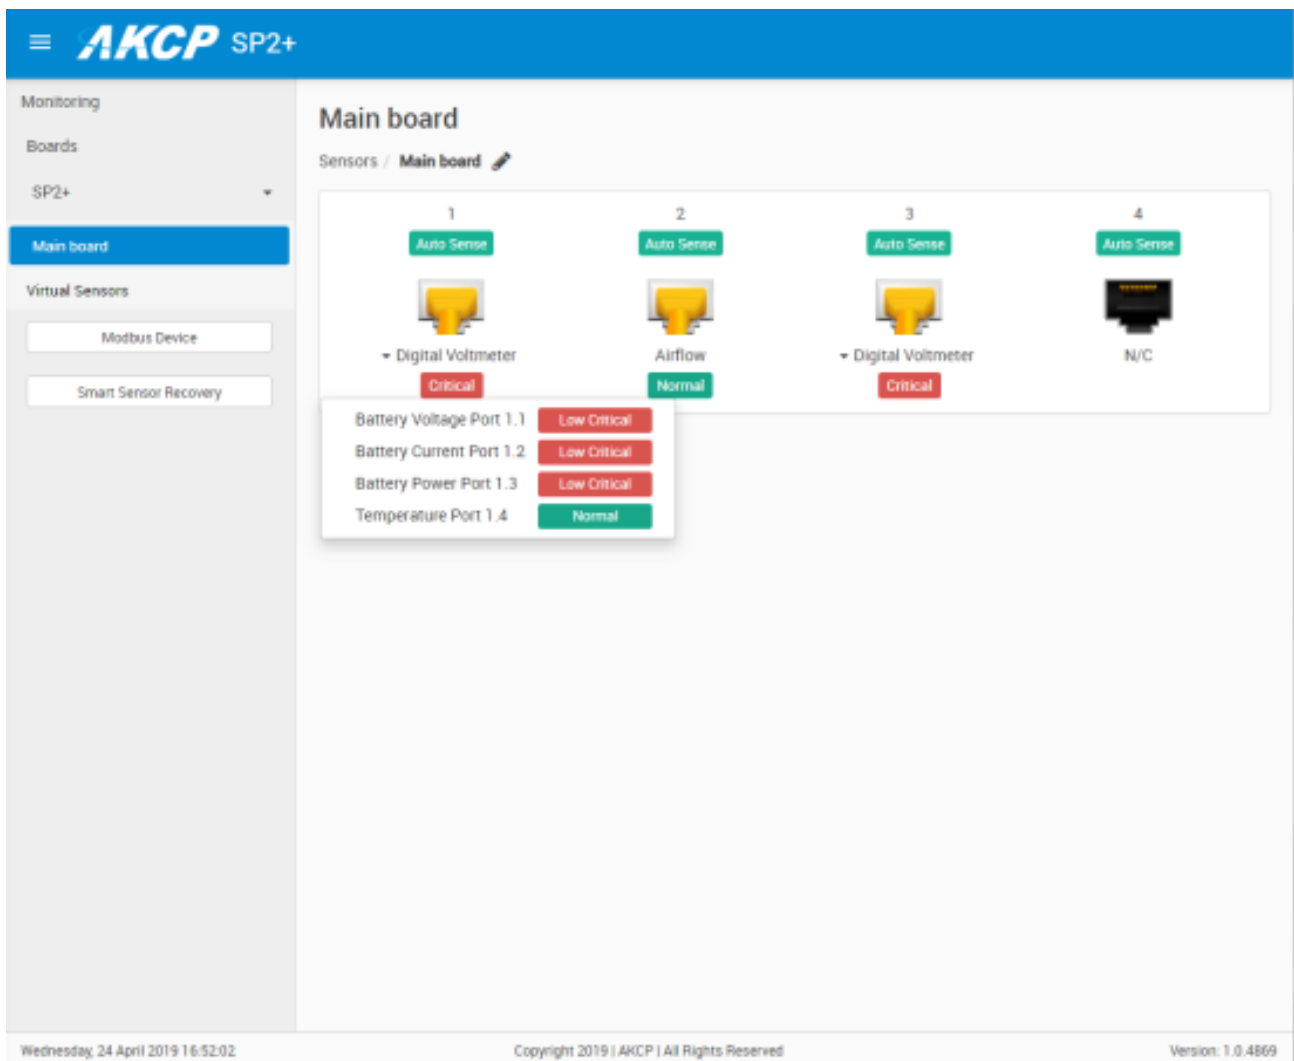 AKCP SP2+
Monitoring
Boards
SP2+
Main board
Virtual Sensors
Modbus Device
Smart Sensor Recovery
Main board
Sensors / Main board
1 2 3 4
Auto Sense Auto Sense Auto Sense Auto Sense
Digital Voltmeter Airflow Digital Voltmeter N/C
Critical Normal Critical
Battery Voltage Port 1.1 Low Critical
Battery Current Port 1.2 Low Critical
Battery Power Port 1.3 Low Critical
Temperature Port 1.4 Normal
Wednesday, 24 April 2019 16:52:02 Copyright 2019 | AKCP | All Rights Reserved Version: 1.0.4869